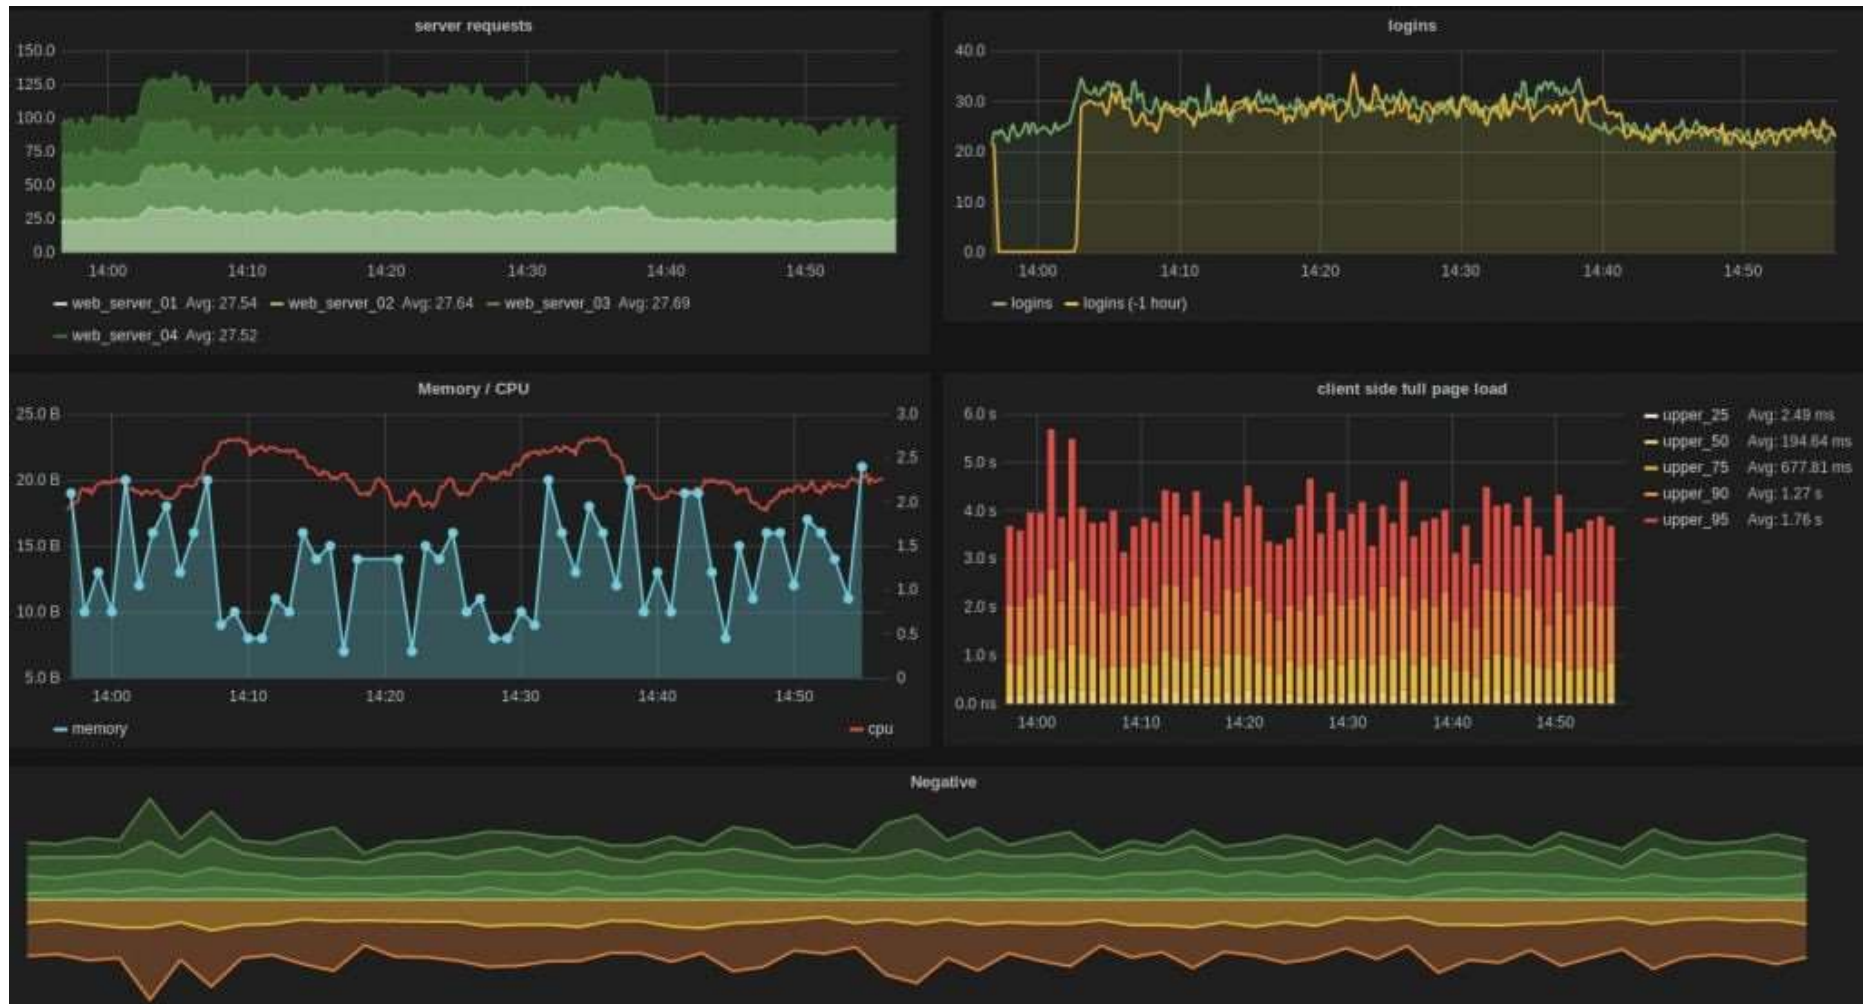 server requests
150.0
125.0
100.0
75.0
50.0
25.0
0.0
14:00 14:10 14:20 14:30 14:40 14:50
web_server_01 Avg: 27.54 web_server_02 Avg: 27.64 web_server_03 Avg: 27.69
web_server_04 Avg: 27.52
logins
40.0
30.0
20.0
10.0
0.0
14:00 14:10 14:20 14:30 14:40 14:50
logins logins (-1 hour)
Memory / CPU
25.0 B 3.0
2.5
20.0 B
2.0
15.0 B 1.5
1.0
10.0 B
0.5
5.0 B 0
14:00 14:10 14:20 14:30 14:40 14:50
memory cpu
client side full page load
6.0 s
5.0 s
4.0 s
3.0 s
2.0 s
1.0 s
0.0 ns
14:00 14:10 14:20 14:30 14:40 14:50
upper_25 Avg: 2.49 ms
upper_50 Avg: 194.64 ms
upper_75 Avg: 677.81 ms
upper_90 Avg: 1.27 s
upper_95 Avg: 1.76 s
Negative